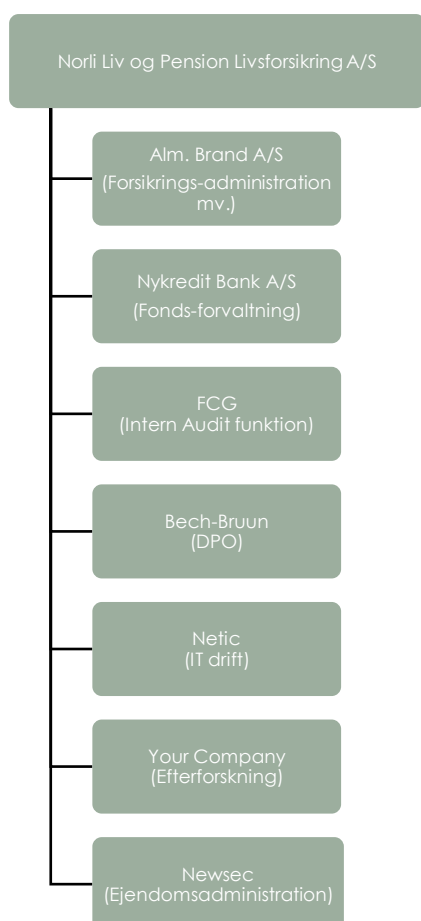 Norli Liv og Pension Livsforsikring A/S
Alm. Brand A/S
(Forsikrings-administration
mv.)
Nykredit Bank A/S
(Fonds-forvaltning)
FCG
(Intern Audit funktion)
Bech-Bruun
(DPO)
Netic
(IT drift)
Your Company
(Efterforskning)
Newsec
(Ejendomsadministration)